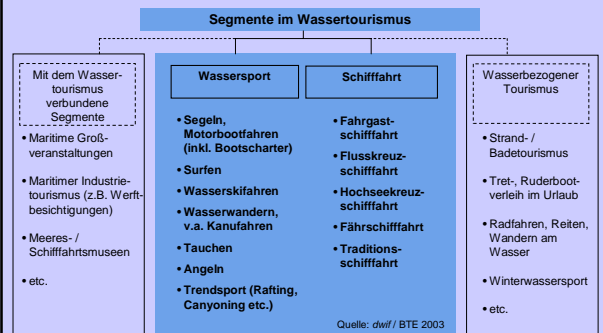 Segmente im Wassertourismus
Mit dem Wasser-
tourismus
verbundene
Segmente
• Maritime Groß-
veranstaltungen
• Maritimer Industrie-
tourismus (z.B. Werft-
besichtigungen)
• Meeres- /
Schifffahrtsmuseen
• etc.
Wassersport
• Segeln,
Motorbootfahren
(inkl. Bootscharter)
• Surfen
• Wasserskifahren
• Wasserwandern,
v.a. Kanufahren
• Tauchen
• Angeln
• Trendsport (Rafting,
Canyoning etc.)
Schifffahrt
• Fahrgast-
schifffahrt
• Flusskreuz-
schifffahrt
• Hochseekreuz-
schifffahrt
• Fährschifffahrt
• Traditions-
schifffahrt
Wasserbezogener
Tourismus
• Strand- /
Badetourismus
• Tret-, Ruderboot-
verleih im Urlaub
• Radfahren, Reiten,
Wandern am
Wasser
• Winterwassersport
• etc.
Quelle: dwif / BTE 2003